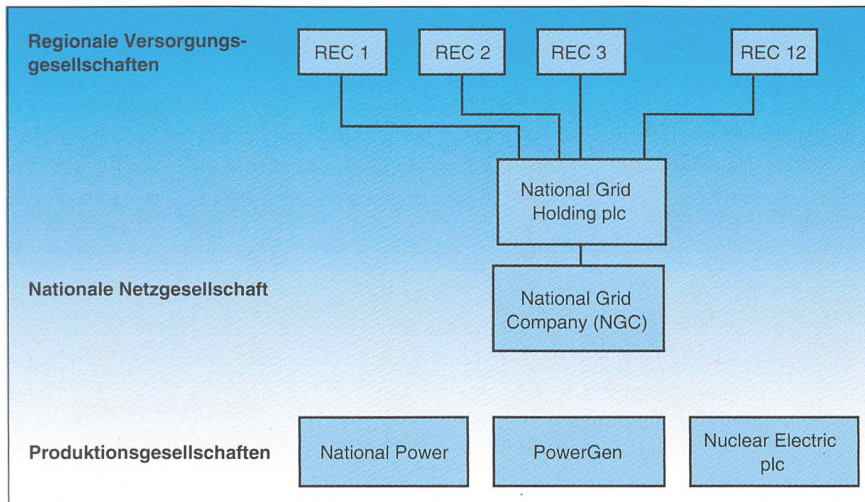 Regionale Versorgungs-
gesellschaften
REC 1
REC 2
REC 3
REC 12
National Grid
Holding plc
Nationale Netzgesellschaft
National Grid
Company (NGC)
Produktionsgesellschaften
National Power
PowerGen
Nuclear Electric
plc